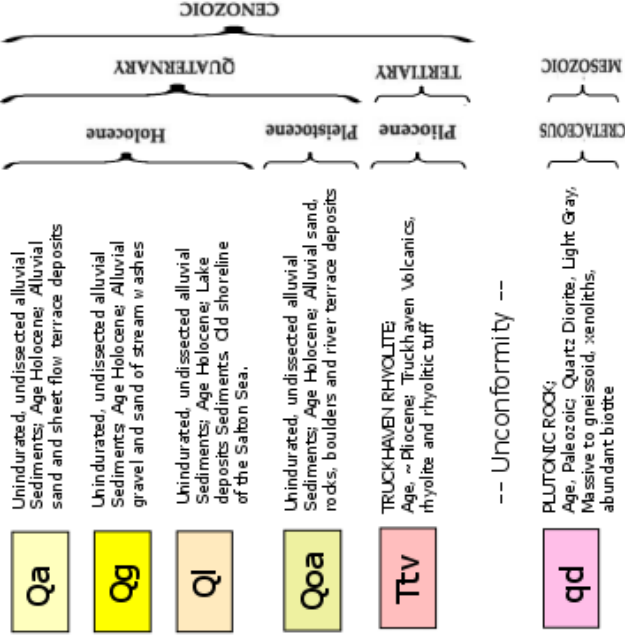 CENOZOIC
QUATERNARY
TERTIARY
MESOZOIC
Holocene
Pleistocene
Pliocene
CRETACEOUS
Qa
Unindurated, undissected alluvial
Sediments; Age Holocene; Alluvial
sand and sheet flow terrace deposits
Qg
Unindurated, undissected alluvial
Sediments Age Holocene; Alluvial
gravel and sand of stream washes
Ql
Unindurated, undissected alluvial
Sediments; Age Holocene; Lake
deposits Sediments. Old shoreline
of the Salton Sea.
Qoa
Unindurated, undissected alluvial
Sediments; Age Holocene; Alluvial sand,
rocks, boulders and river terrace deposits
Ttv
TRUCKHAVEN RHYOLITE;
Age, ~Pliocene; Truckhaven Volcanics,
rhyolite and rhyolitic tuff
-- Unconformity --
qd
PLUTONIC ROCK;
Age, Paleozoic; Quartz Diorite, Light Gray,
Massive to gneissoid, xenoliths,
abundant biotite